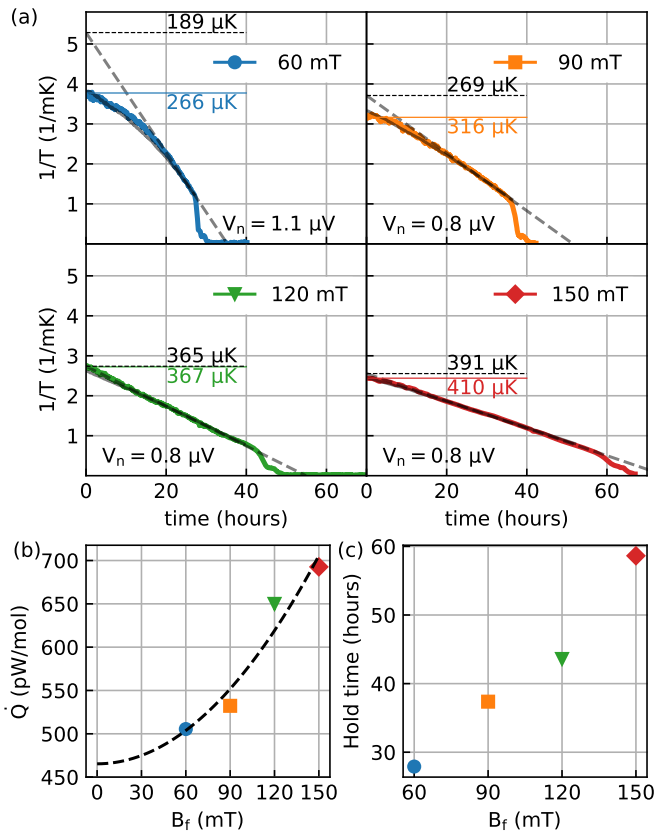 (a)
189 μK
60 mT
266 μK
V_n = 1.1 μV
1/T (1/mK)
5
4
3
2
1
269 μK
90 mT
316 μK
V_n = 0.8 μV
120 mT
365 μK
367 μK
V_n = 0.8 μV
1/T (1/mK)
5
4
3
2
1
0 20 40 60
time (hours)
150 mT
391 μK
410 μK
V_n = 0.8 μV
0 20 40 60
time (hours)
(b)
Q̇ (pW/mol)
700
650
600
550
500
450
0 30 60 90 120 150
B_f (mT)
(c)
Hold time (hours)
60
50
40
30
60 90 120 150
B_f (mT)